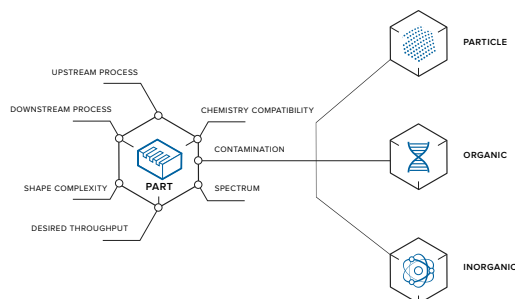 PARTICLE
UPSTREAM PROCESS
DOWNSTREAM PROCESS
CHEMISTRY COMPATIBILITY
CONTAMINATION
ORGANIC
PART
SHAPE COMPLEXITY
SPECTRUM
DESIRED THROUGHPUT
INORGANIC